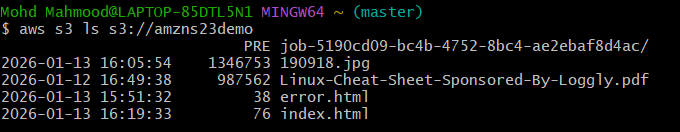 Mohd Mahmood@LAPTOP-85DTL5N1 MINGW64 ~ (master)
$ aws s3 ls s3://amzns23demo
                           PRE job-5190cd09-bc4b-4752-8bc4-ae2ebaf8d4ac/
2026-01-13 16:05:54    1346753 190918.jpg
2026-01-12 16:49:38     987562 Linux-Cheat-Sheet-Sponsored-By-Loggly.pdf
2026-01-13 15:51:32         38 error.html
2026-01-13 16:19:33         76 index.html